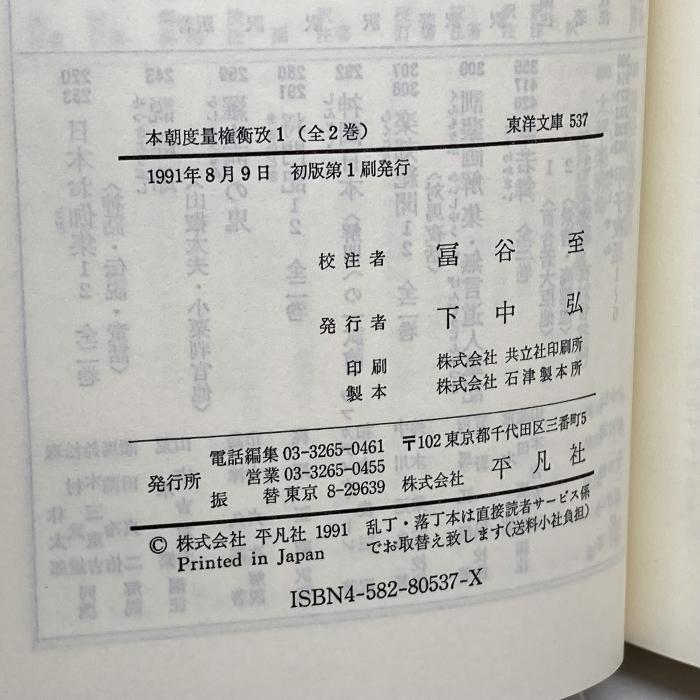 本朝度量権衡攷1(全2巻) 東洋文庫 537
1991年8月9日 初版第1刷発行
校注者 冨谷 至
発行者 下中 弘
印刷 株式会社 共立社印刷所
製本 株式会社 石津製本所
発行所 電話編集 03-3265-0461 〒102 東京都千代田区三番町5
営業 03-3265-0455 株式会社 平凡社
振替 東京 8-29639
© 株式会社 平凡社 1991 乱丁・落丁本は直接読者サービス係
Printed in Japan でお取替え致します(送料小社負担)
ISBN4-582-80537-X